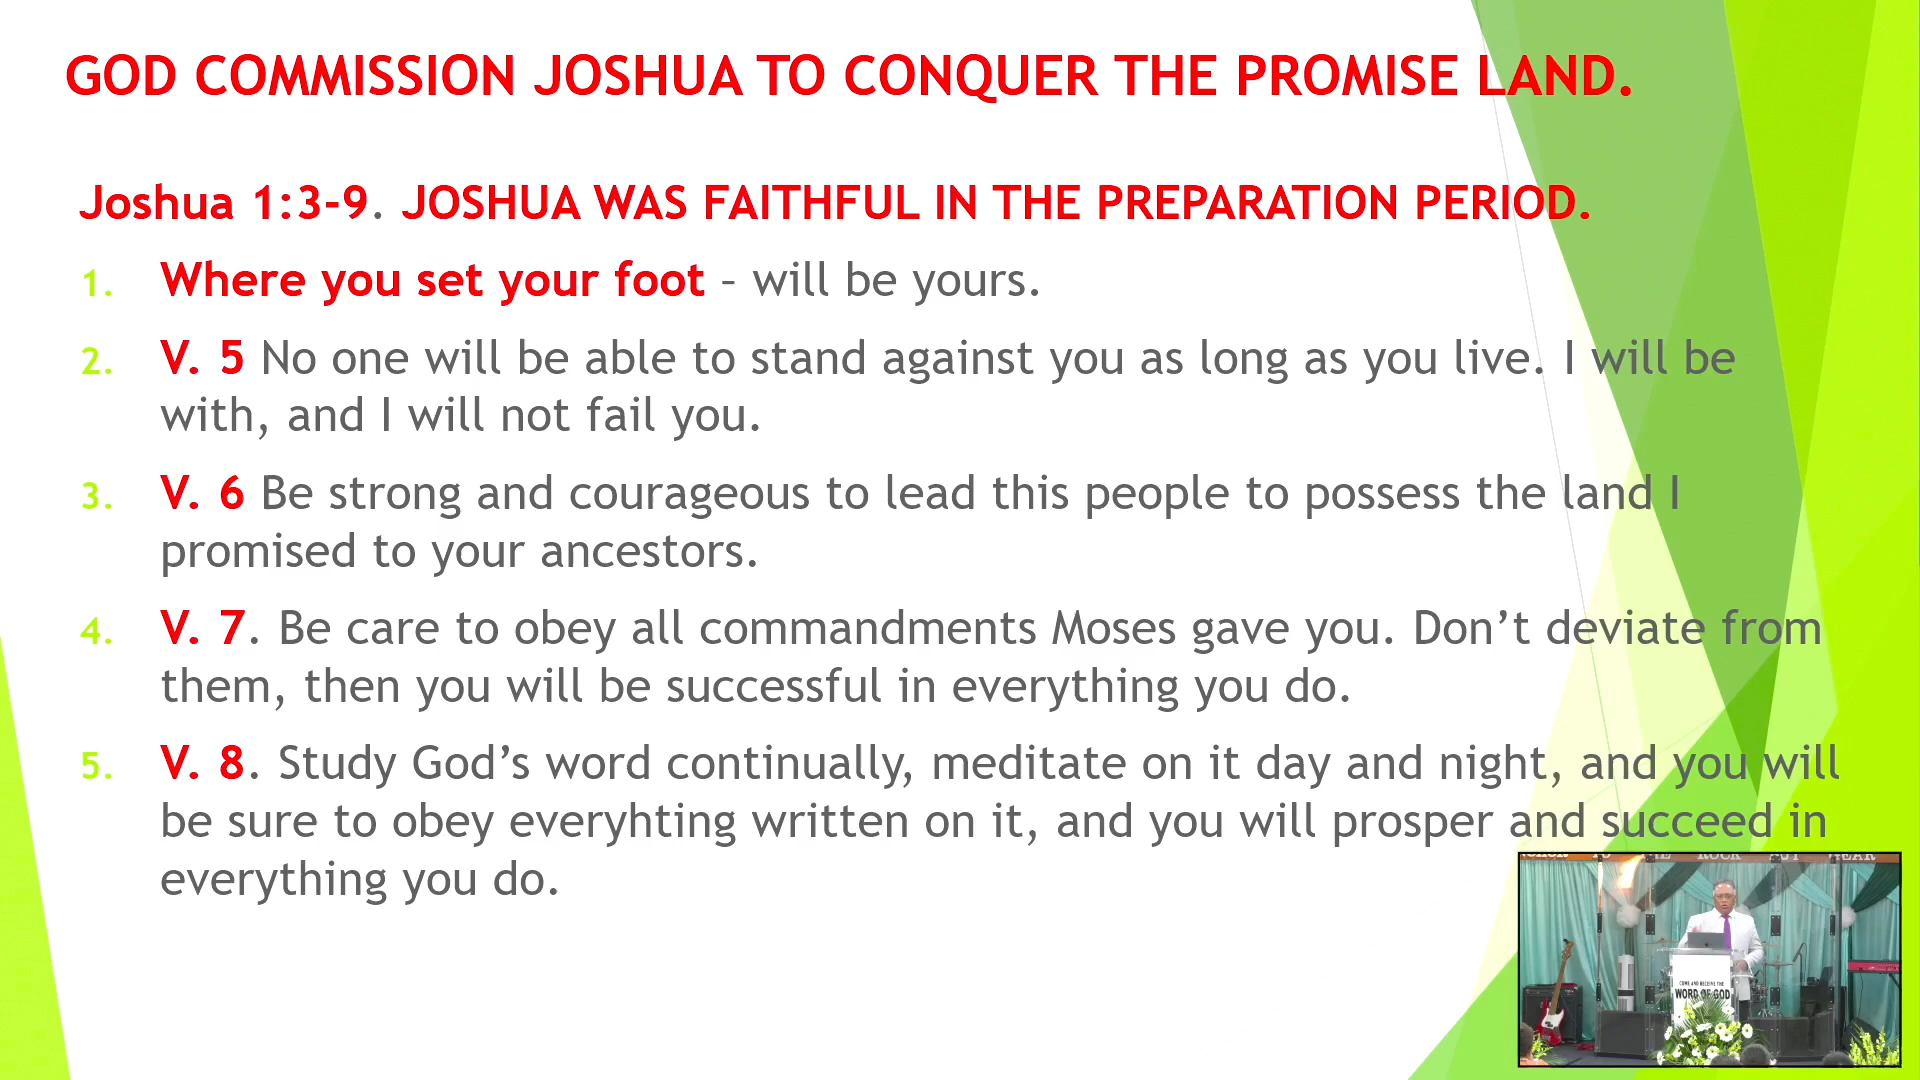 GOD COMMISSION JOSHUA TO CONQUER THE PROMISE LAND.
Joshua 1:3-9. JOSHUA WAS FAITHFUL IN THE PREPARATION PERIOD.
1. Where you set your foot – will be yours.
2. V. 5 No one will be able to stand against you as long as you live. I will be
with, and I will not fail you.
3. V. 6 Be strong and courageous to lead this people to possess the land I
promised to your ancestors.
4. V. 7. Be care to obey all commandments Moses gave you. Don’t deviate from
them, then you will be successful in everything you do.
5. V. 8. Study God’s word continually, meditate on it day and night, and you will
be sure to obey everyhting written on it, and you will prosper and succeed in
everything you do.
ROCK
COME AND RECEIVE THE
WORD OF GOD